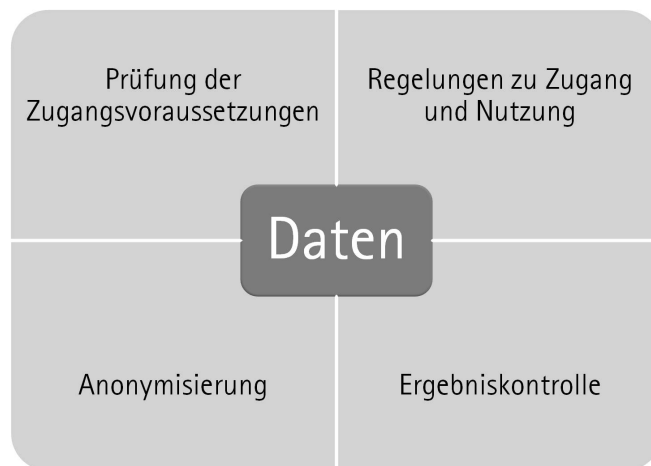 Prüfung der
Zugangsvoraussetzungen
Regelungen zu Zugang
und Nutzung
Daten
Anonymisierung
Ergebniskontrolle